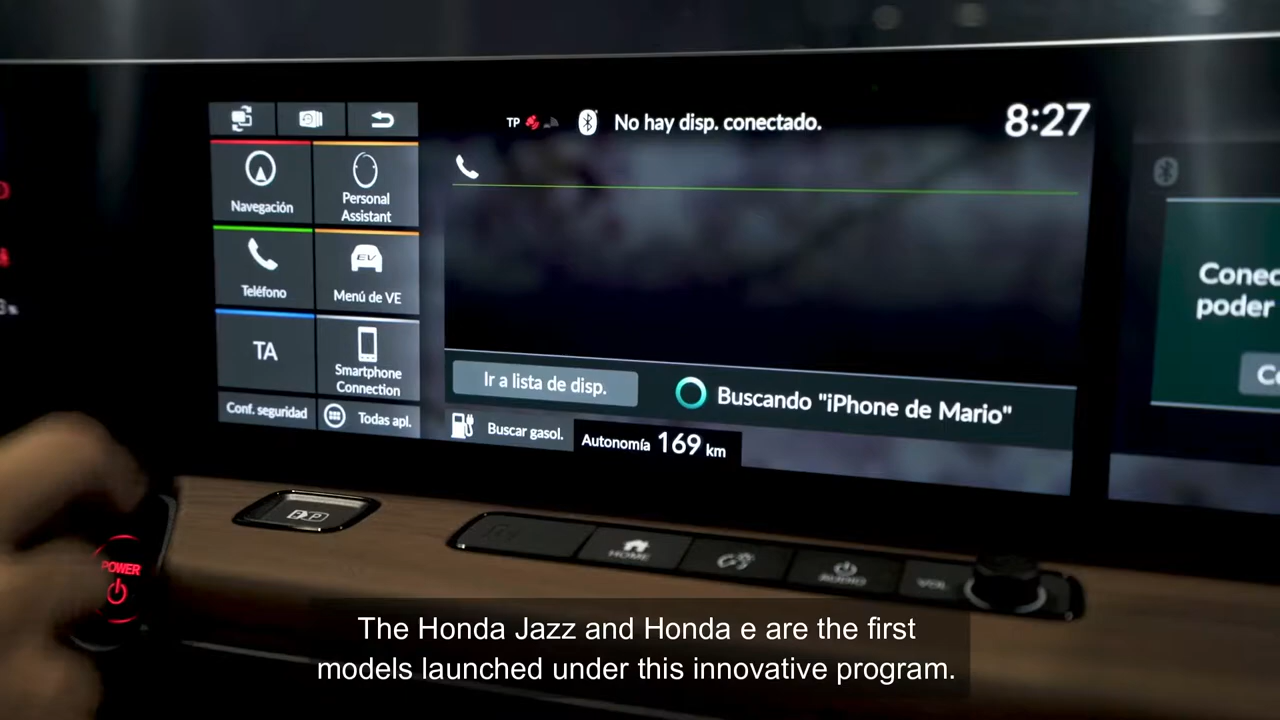 TP
No hay disp. conectado.
8:27
Navegación
Personal
Assistant
Teléfono
EV
Menú de VE
TA
Smartphone
Connection
Conf. seguridad
Todas apl.
Ir a lista de disp.
Buscando "iPhone de Mario"
Buscar gasol.
Autonomía 169 km
Conec
poder
P
HOME
AUDIO
VOL
POWER
The Honda Jazz and Honda e are the first
models launched under this innovative program.